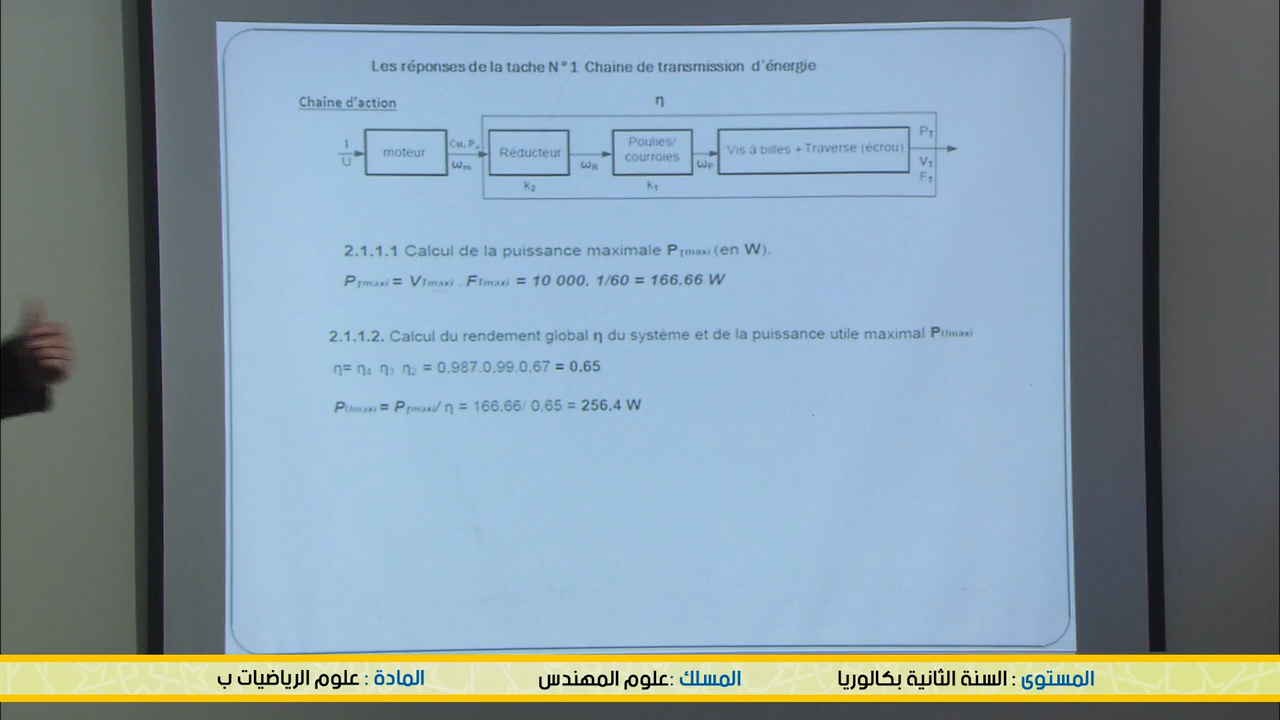 Les réponses de la tache N°1 Chaine de transmission d'énergie
Chaîne d'action
η
I
U
moteur
Cu, Pu
ωm
Réducteur
K2
ωR
Poulies/
courroies
K1
ωP
Vis à billes + Traverse (écrou)
PT
VT
FT
2.1.1.1 Calcul de la puissance maximale PTmaxi (en W).
PTmaxi = VTmaxi . FTmaxi = 10 000. 1/60 = 166.66 W
2.1.1.2. Calcul du rendement global η du système et de la puissance utile maximal PUmaxi
η= η4 η3 η2 = 0.987.0.99.0.67 = 0.65
PUmaxi = PTmaxi/ η = 166.66/ 0.65 = 256.4 W
المستوى : السنة الثانية بكالوريا
المسلك :علوم المهندس
المادة : علوم الرياضيات ب